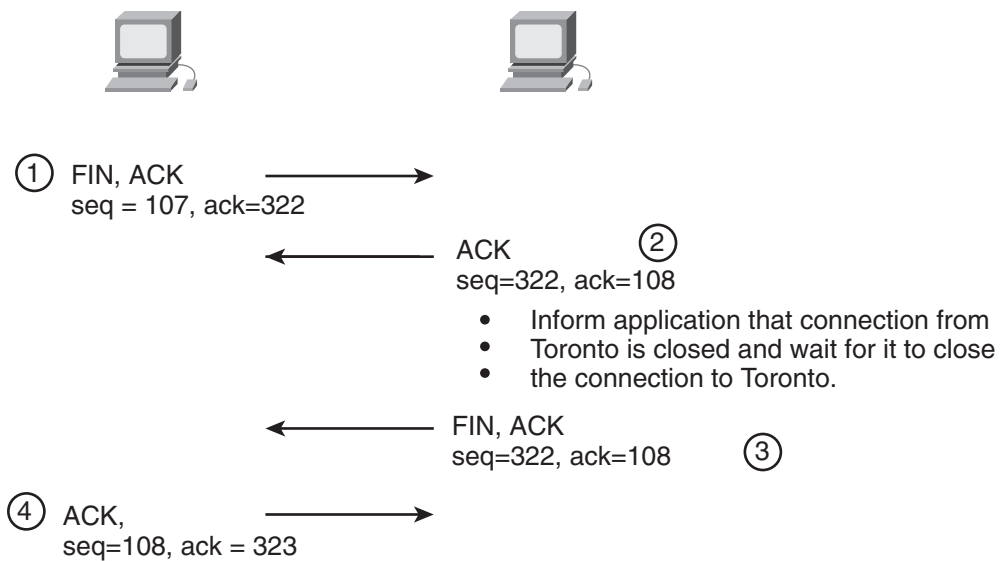 1 FIN, ACK
seq = 107, ack=322
ACK 2
seq=322, ack=108
• Inform application that connection from
• Toronto is closed and wait for it to close
• the connection to Toronto.
FIN, ACK
seq=322, ack=108 3
4 ACK,
seq=108, ack = 323